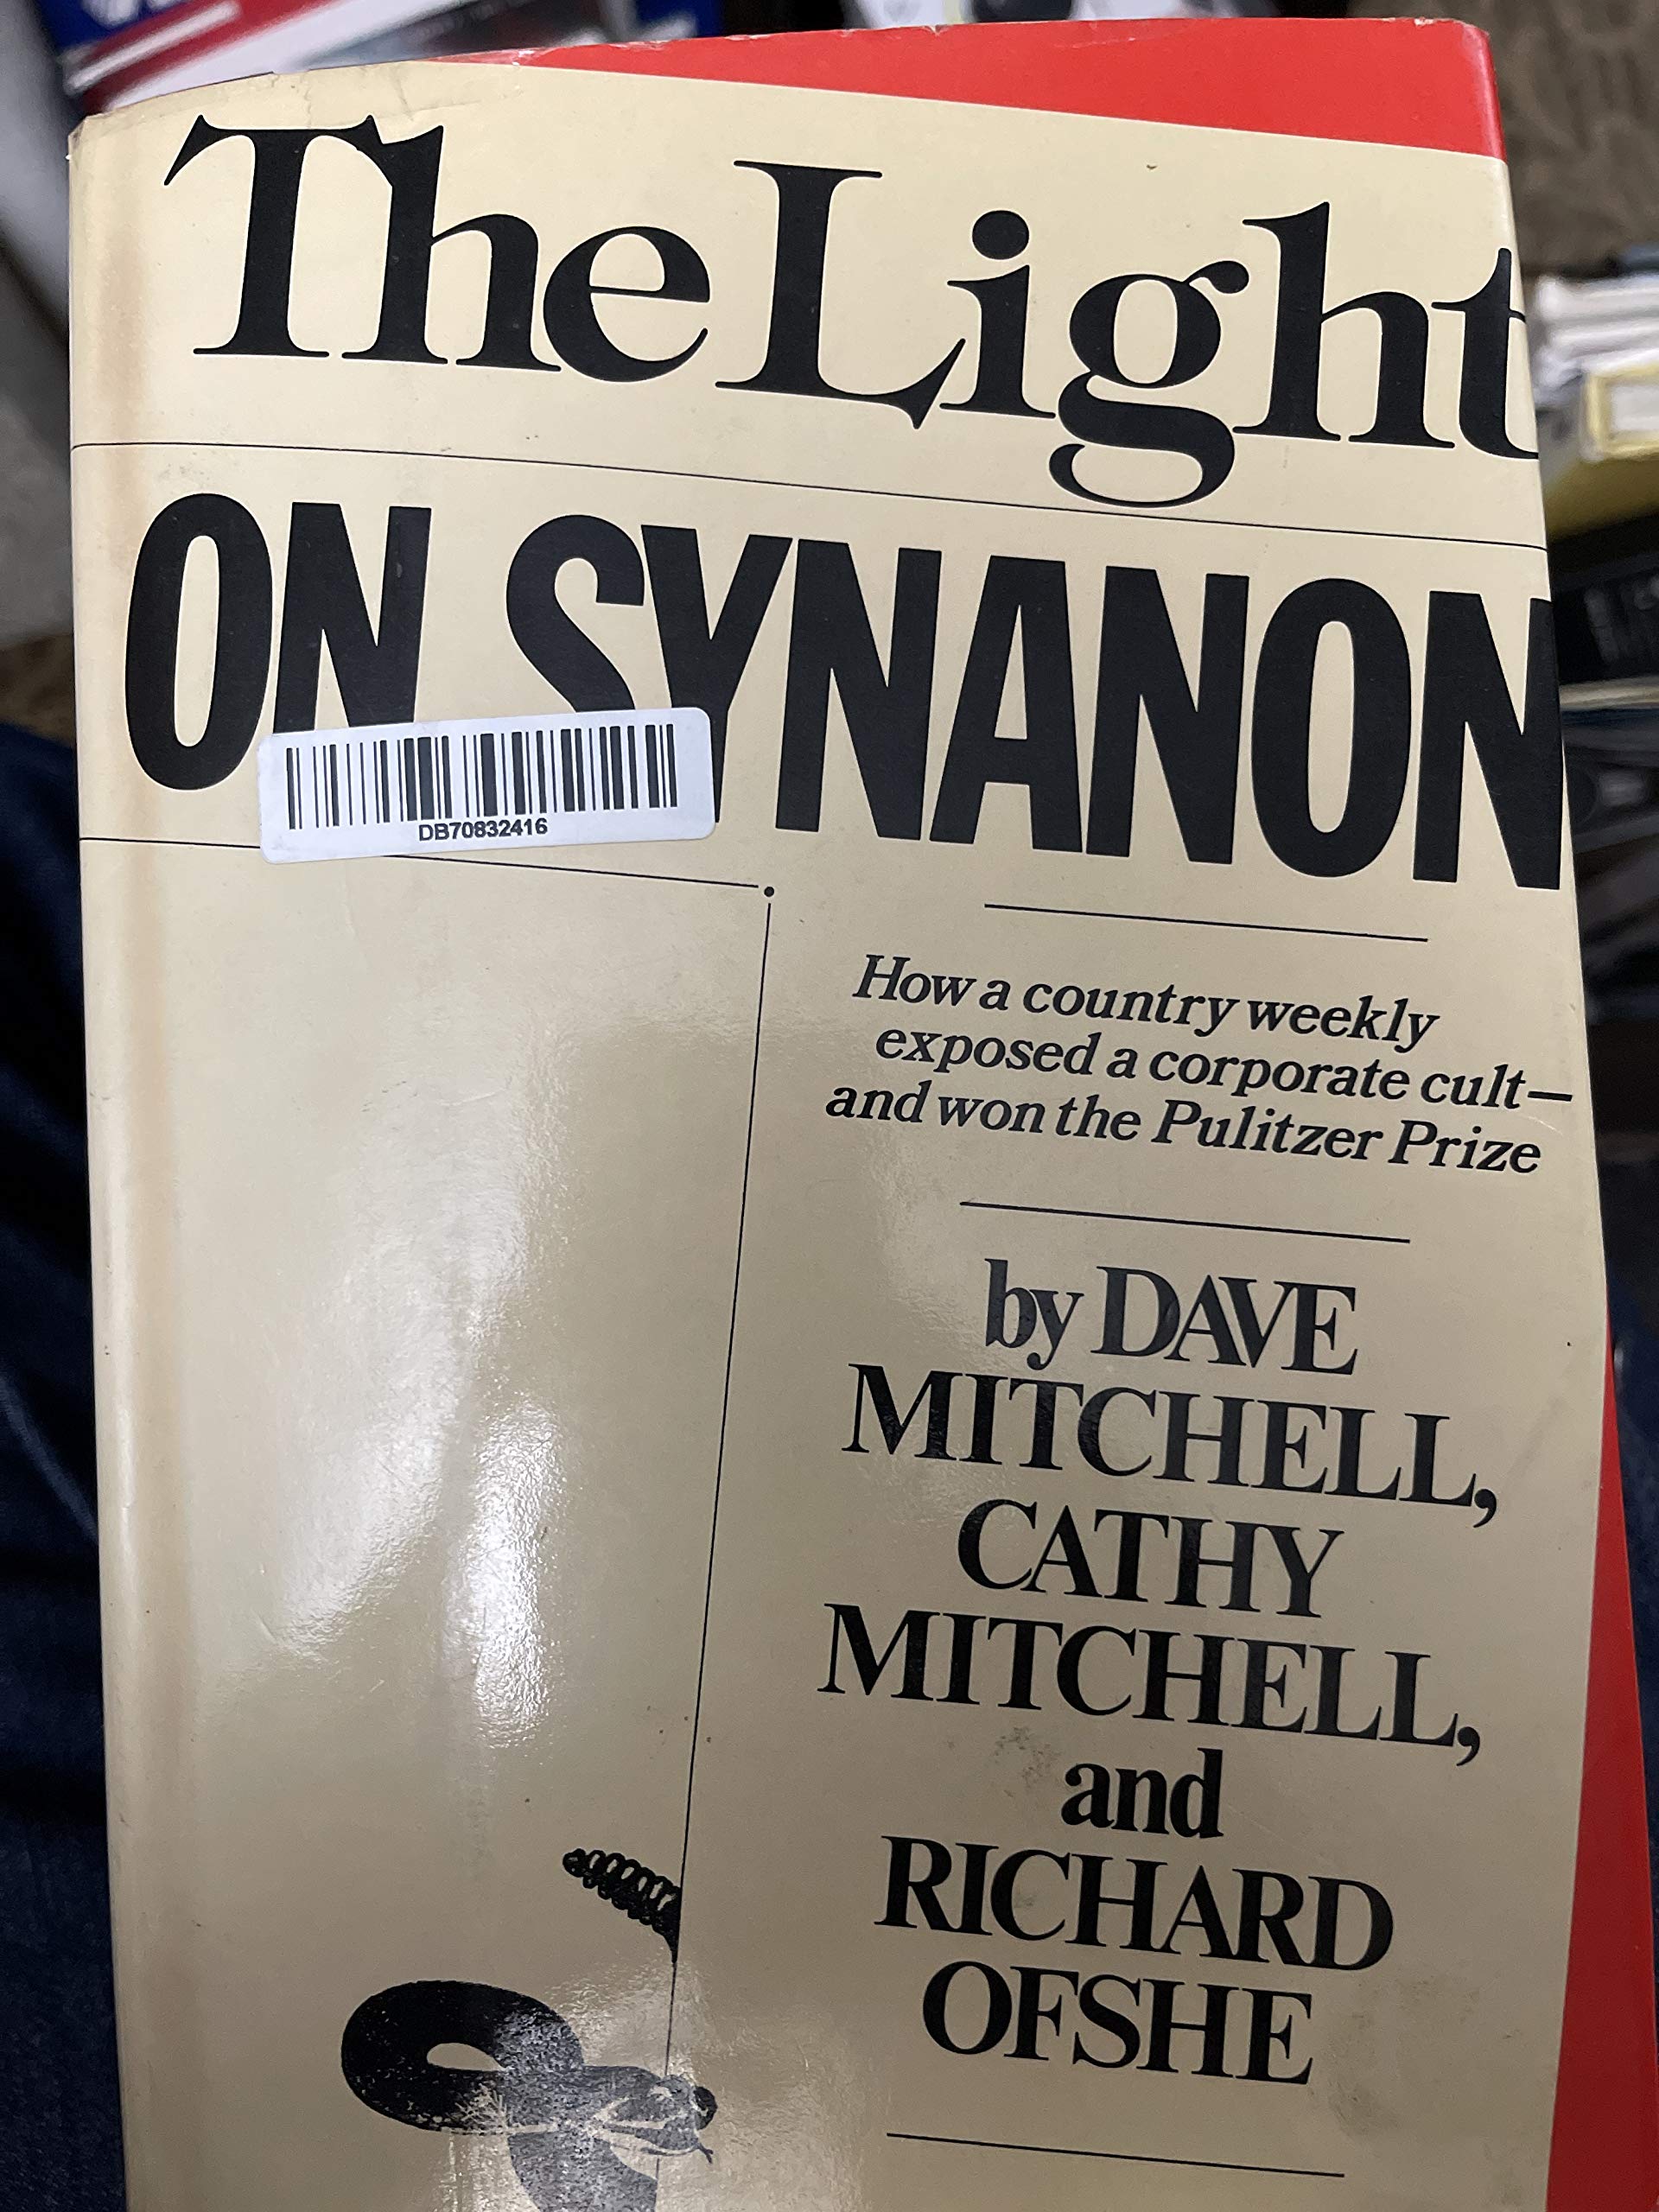 The Light
ON SYNANON
DB70832416
How a country weekly
exposed a corporate cult—
and won the Pulitzer Prize
by DAVE
MITCHELL,
CATHY
MITCHELL,
and
RICHARD
OFSHE